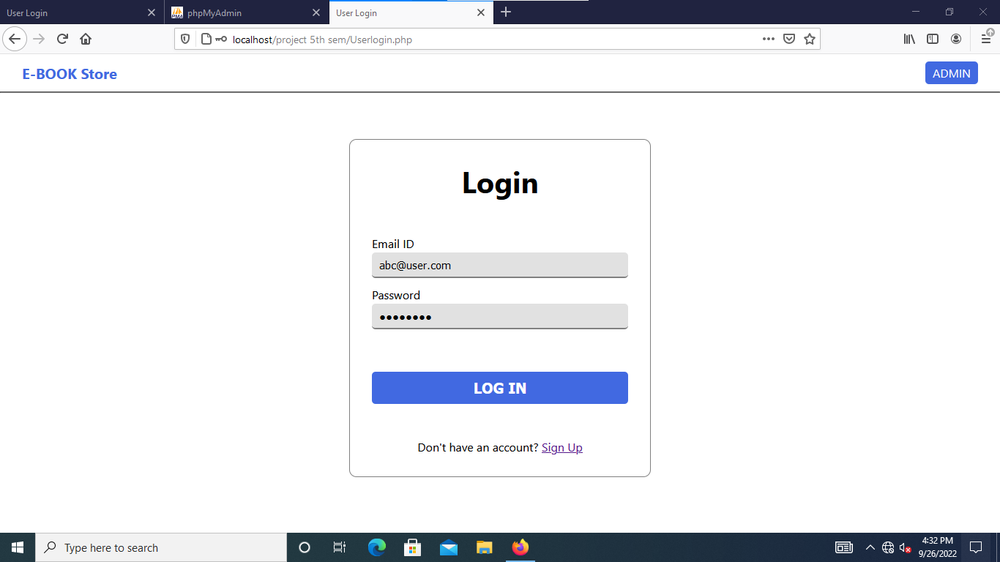 User Login
phpMyAdmin
User Login
localhost/project 5th sem/Userlogin.php
E-BOOK Store
ADMIN
Login
Email ID
abc@user.com
Password
••••••••
LOG IN
Don't have an account? Sign Up
Type here to search
4:32 PM
9/26/2022